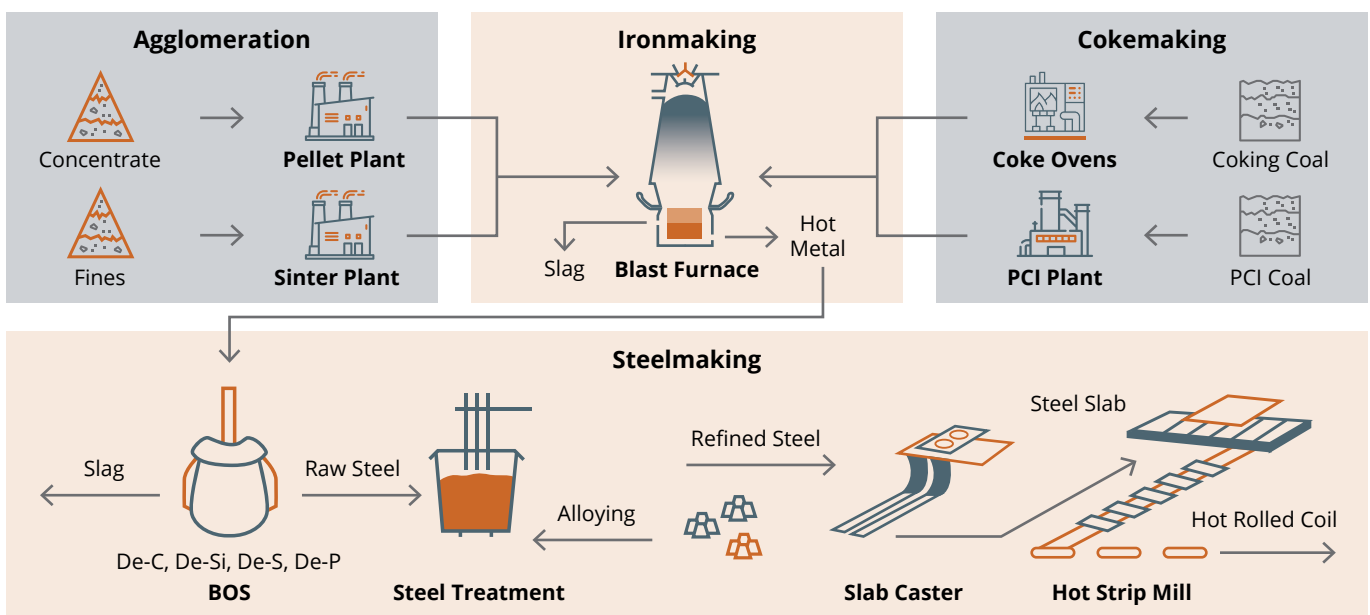 Agglomeration
Concentrate
Pellet Plant
Fines
Sinter Plant
Ironmaking
Slag
Blast Furnace
Hot
Metal
Cokemaking
Coke Ovens
Coking Coal
PCI Plant
PCI Coal
Steelmaking
Slag
De-C, De-Si, De-S, De-P
BOS
Raw Steel
Steel Treatment
Refined Steel
Alloying
Slab Caster
Steel Slab
Hot Rolled Coil
Hot Strip Mill